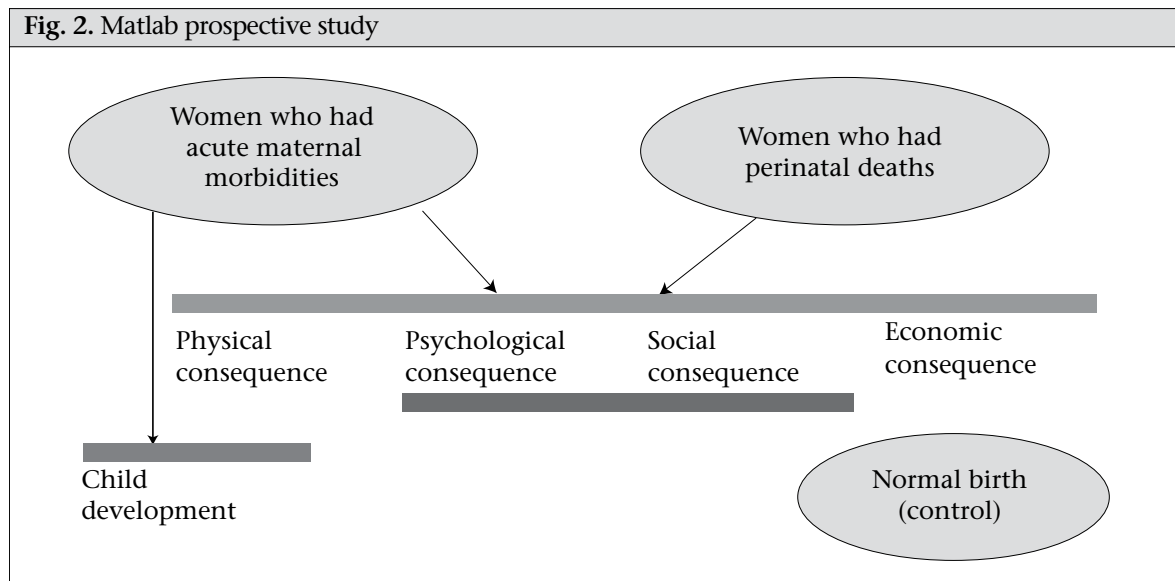 Fig. 2. Matlab prospective study
Women who had
acute maternal
morbidities
Women who had
perinatal deaths
Physical
consequence
Psychological
consequence
Social
consequence
Economic
consequence
Child
development
Normal birth
(control)